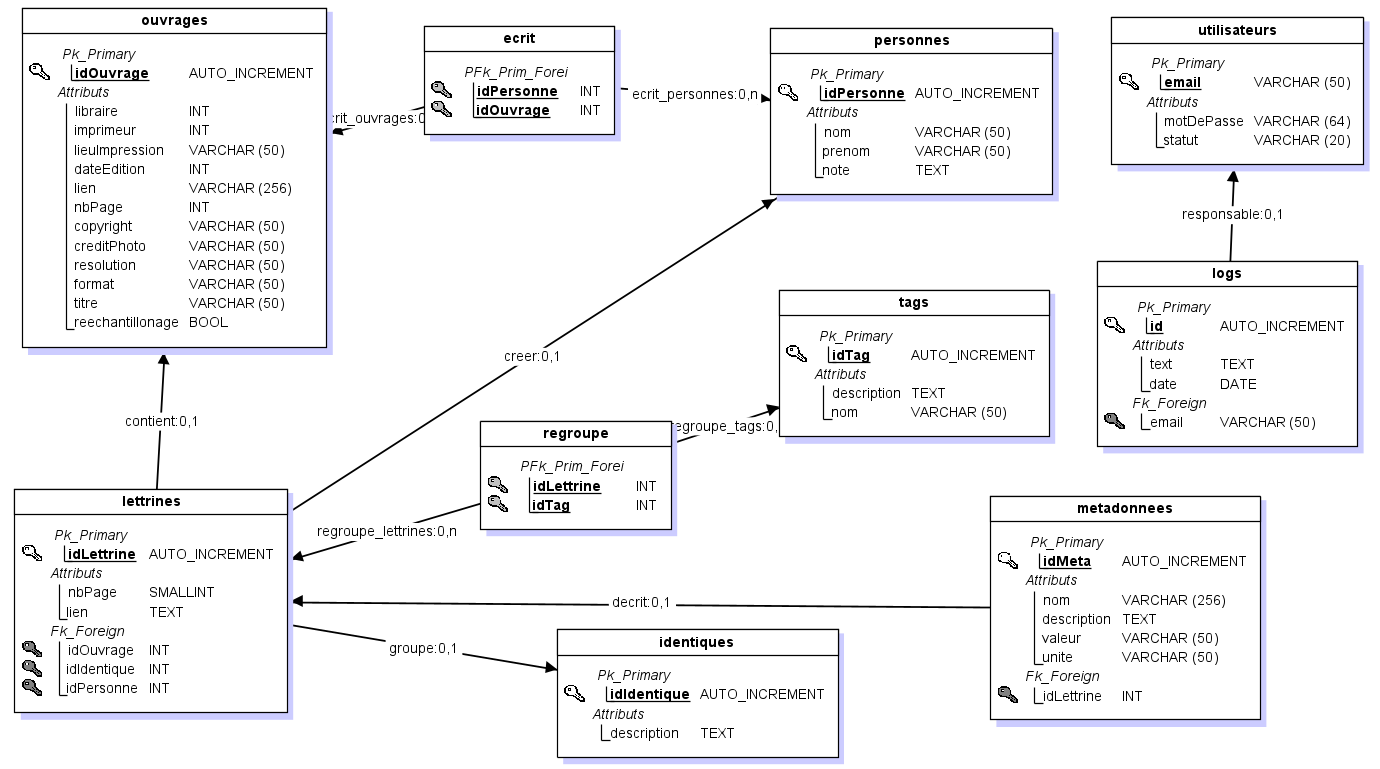 ouvrages
Pk_Primary
idOuvrage AUTO_INCREMENT
Attributs
libraire INT
imprimeur INT
lieuImpression VARCHAR (50)
dateEdition INT
lien VARCHAR (256)
nbPage INT
copyright VARCHAR (50)
creditPhoto VARCHAR (50)
resolution VARCHAR (50)
format VARCHAR (50)
titre VARCHAR (50)
reechantillonage BOOL
ecrit
PFk_Prim_Forei
idPersonne INT
idOuvrage INT
crit_ouvrages:0
ecrit_personnes:0,n
personnes
Pk_Primary
idPersonne AUTO_INCREMENT
Attributs
nom VARCHAR (50)
prenom VARCHAR (50)
note TEXT
utilisateurs
Pk_Primary
email VARCHAR (50)
Attributs
motDePasse VARCHAR (64)
statut VARCHAR (20)
responsable:0,1
logs
Pk_Primary
id AUTO_INCREMENT
Attributs
text TEXT
date DATE
Fk_Foreign
email VARCHAR (50)
creer:0,1
tags
Pk_Primary
idTag AUTO_INCREMENT
Attributs
description TEXT
nom VARCHAR (50)
contient:0,1
regroupe
PFk_Prim_Forei
idLettrine INT
idTag INT
regroupe_tags:0,
regroupe_lettrines:0,n
lettrines
Pk_Primary
idLettrine AUTO_INCREMENT
Attributs
nbPage SMALLINT
lien TEXT
Fk_Foreign
idOuvrage INT
idIdentique INT
idPersonne INT
decrit:0,1
groupe:0,1
metadonnees
Pk_Primary
idMeta AUTO_INCREMENT
Attributs
nom VARCHAR (256)
description TEXT
valeur VARCHAR (50)
unite VARCHAR (50)
Fk_Foreign
idLettrine INT
identiques
Pk_Primary
idIdentique AUTO_INCREMENT
Attributs
description TEXT